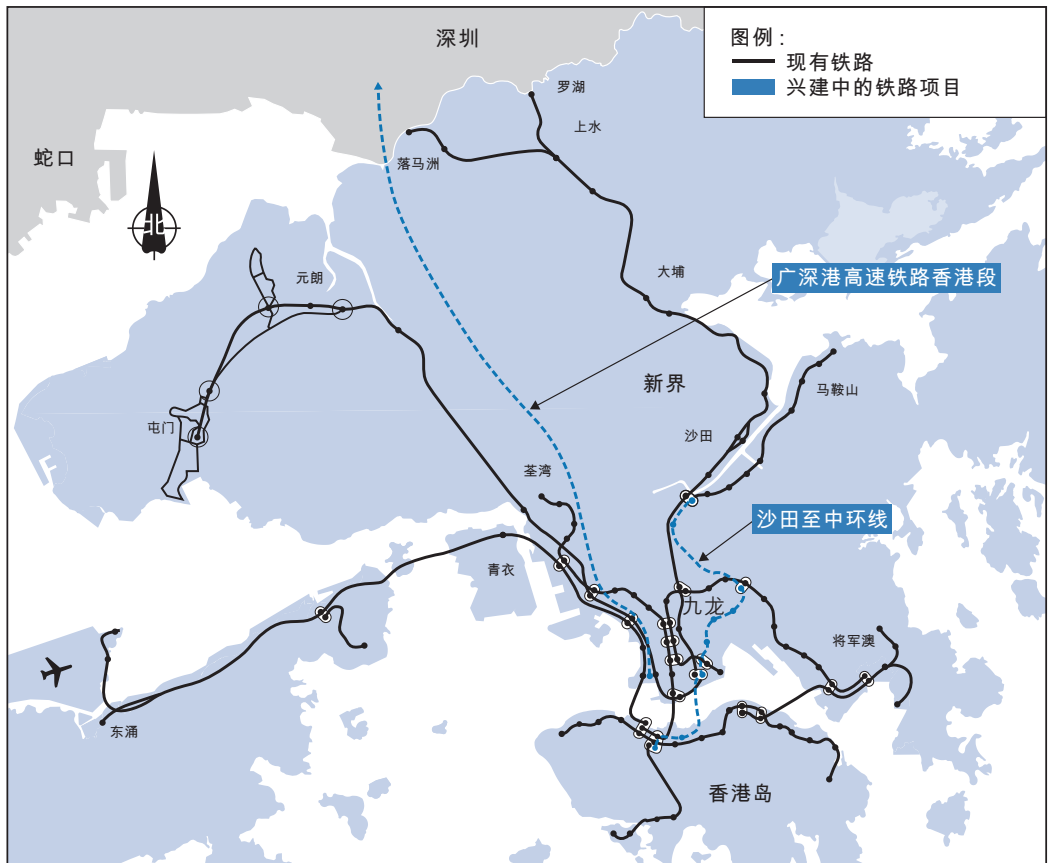 深圳
图例：
现有铁路
兴建中的铁路项目
罗湖
上水
蛇口
落马洲
北
元朗
大埔
广深港高速铁路香港段
新界
马鞍山
屯门
沙田
荃湾
沙田至中环线
青衣
九龙
将军澳
东涌
香港岛